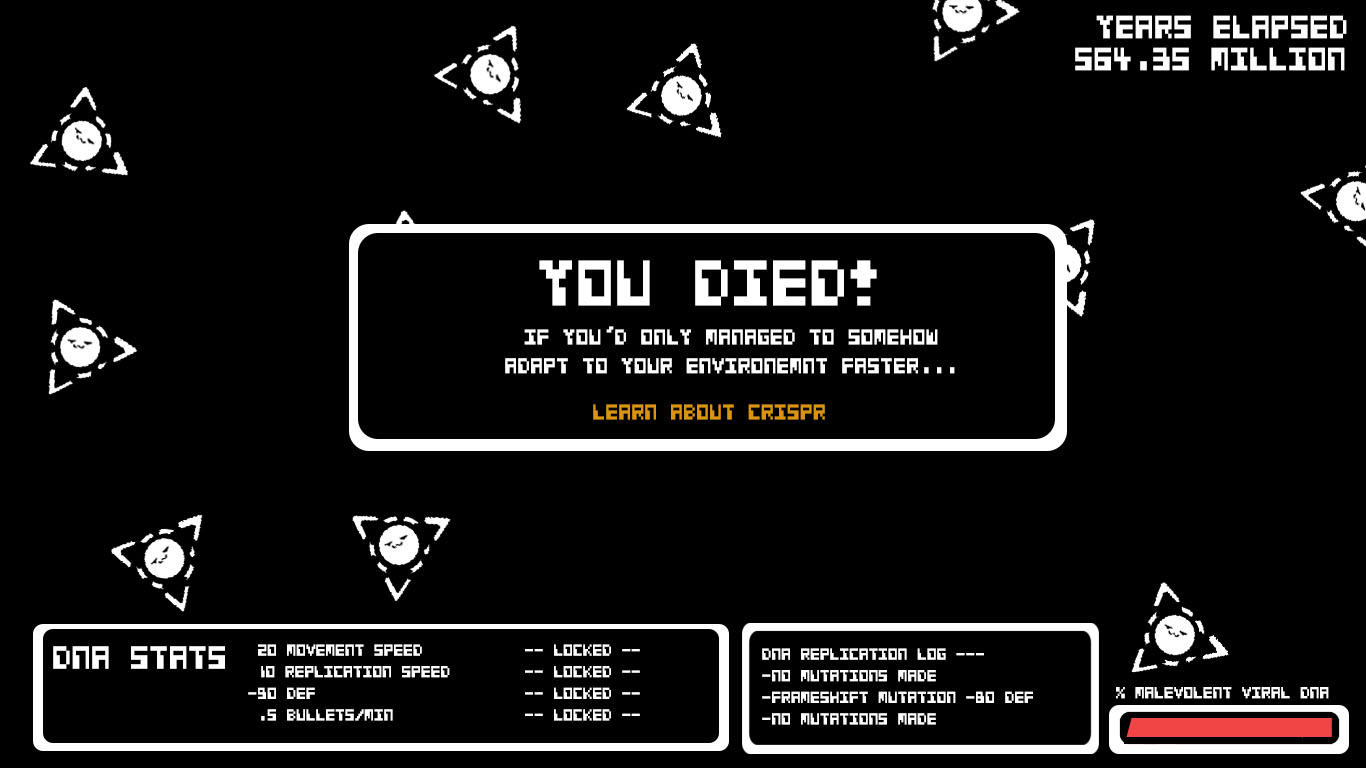 YEARS ELAPSED
564.35 MILLION
YOU DIED!
IF YOU'D ONLY MANAGED TO SOMEHOW
ADAPT TO YOUR ENVIRONEMNT FASTER...
LEARN ABOUT CRISPR
DNA STATS
20 MOVEMENT SPEED -- LOCKED --
10 REPLICATION SPEED -- LOCKED --
-90 DEF -- LOCKED --
.5 BULLETS/MIN -- LOCKED --
DNA REPLICATION LOG ---
-NO MUTATIONS MADE
-FRAMESHIFT MUTATION -80 DEF
-NO MUTATIONS MADE
% MALEVOLENT VIRAL DNA